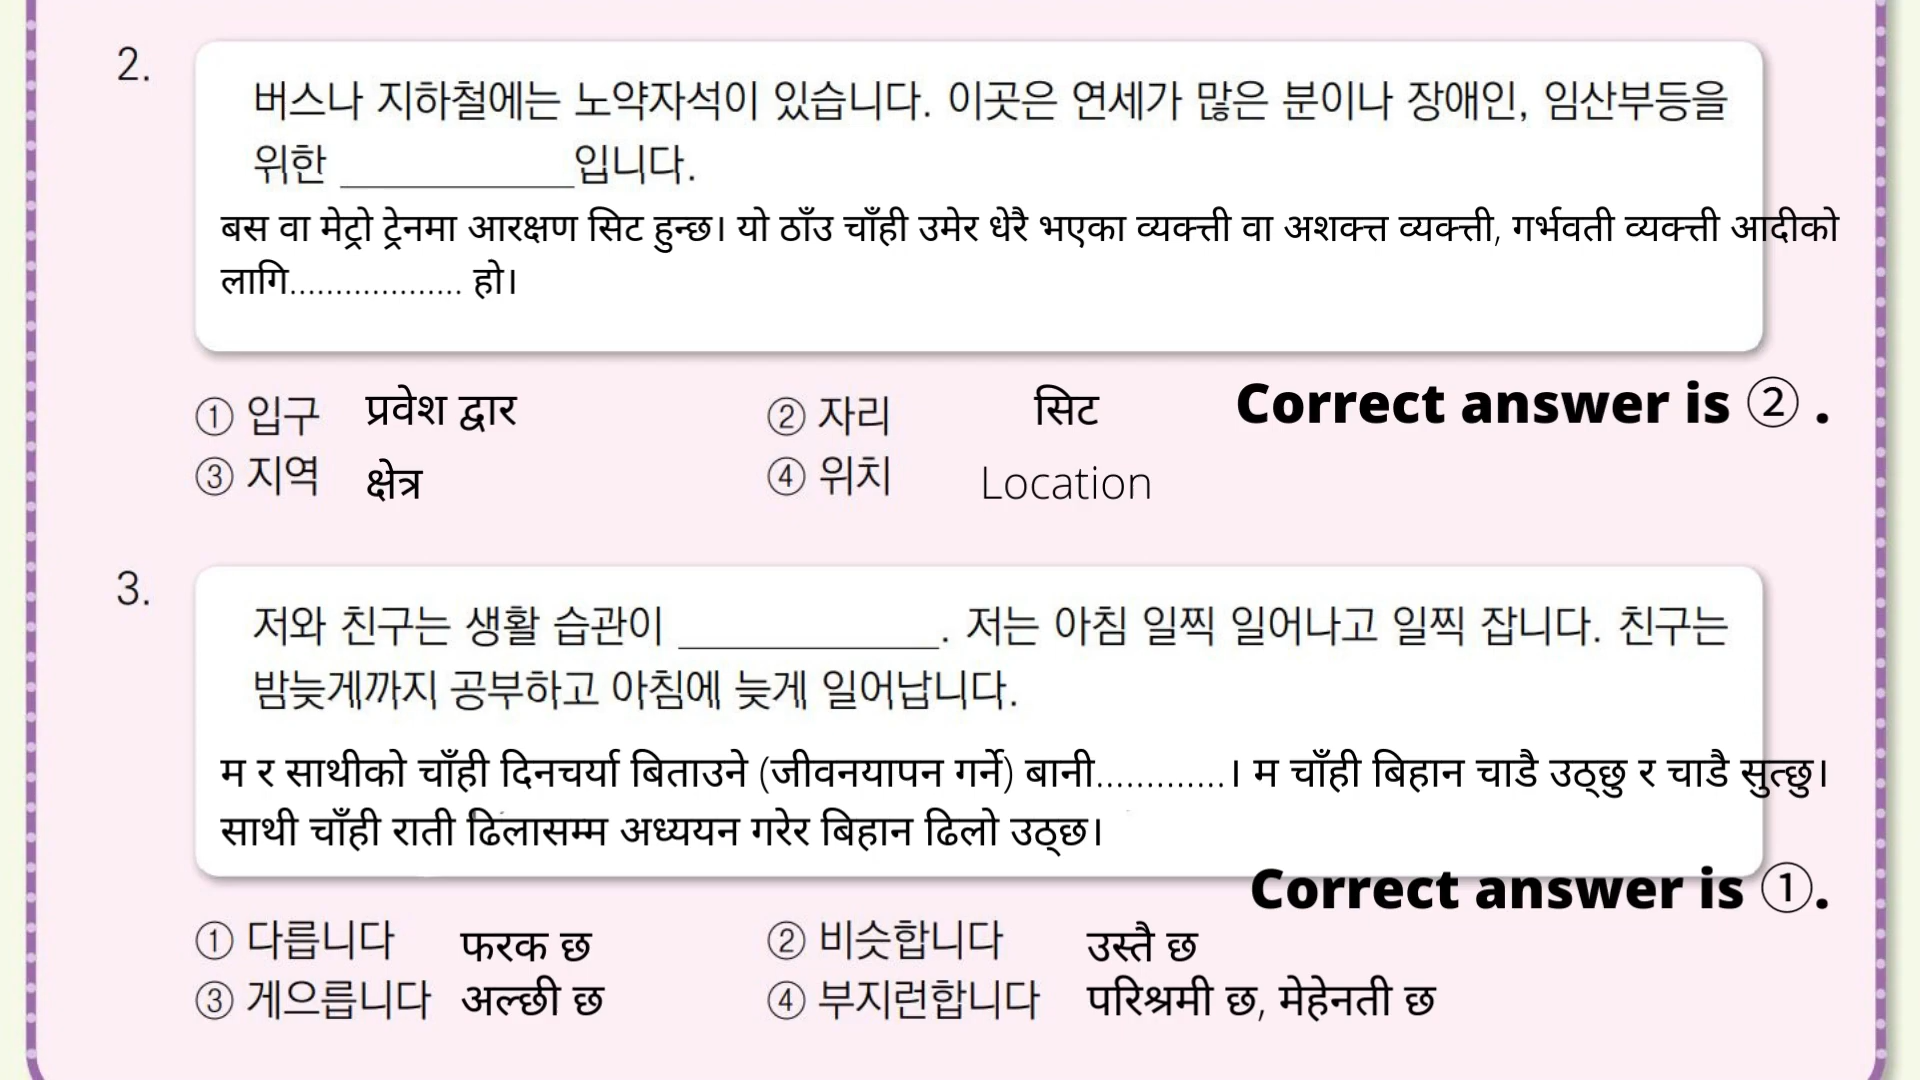 2.
버스나 지하철에는 노약자석이 있습니다. 이곳은 연세가 많은 분이나 장애인, 임산부등을
위한 ____________입니다.
बस वा मेट्रो ट्रेनमा आरक्षण सिट हुन्छ। यो ठाँउ चाँही उमेर धेरै भएका व्यक्त्ती वा अशक्त्त व्यक्त्ती, गर्भवती व्यक्त्ती आदीको
लागि................... हो।
① 입구 प्रवेश द्वार ② 자리 सिट Correct answer is ② .
③ 지역 क्षेत्र ④ 위치 Location
3.
저와 친구는 생활 습관이 _____________. 저는 아침 일찍 일어나고 일찍 잡니다. 친구는
밤늦게까지 공부하고 아침에 늦게 일어납니다.
म र साथीको चाँही दिनचर्या बिताउने (जीवनयापन गर्ने) बानी.............। म चाँही बिहान चाडै उठ्छु र चाडै सुत्छु।
साथी चाँही राती ढिलासम्म अध्ययन गरेर बिहान ढिलो उठ्छ।
Correct answer is ①.
① 다릅니다 फरक छ ② 비슷합니다 उस्तै छ
③ 게으릅니다 अल्छी छ ④ 부지런합니다 परिश्रमी छ, मेहेनती छ